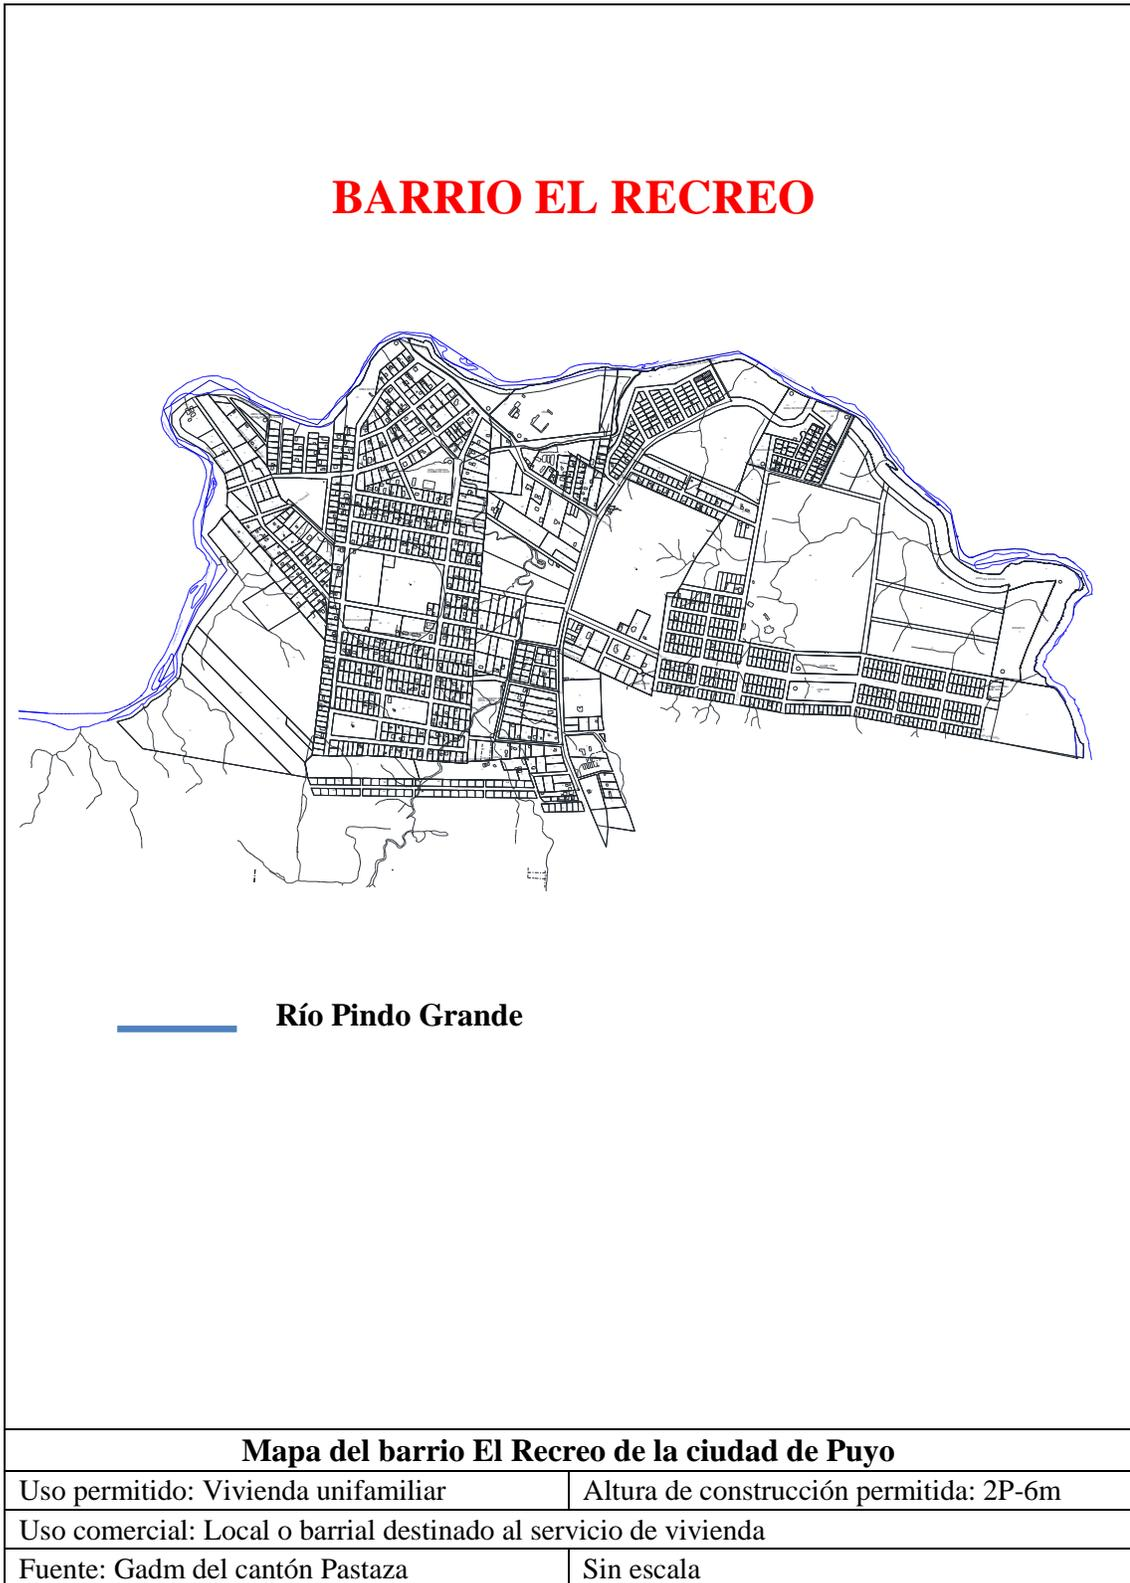 BARRIO EL RECREO
Río Pindo Grande
Mapa del barrio El Recreo de la ciudad de Puyo
Uso permitido: Vivienda unifamiliar
Altura de construcción permitida: 2P-6m
Uso comercial: Local o barrial destinado al servicio de vivienda
Fuente: Gadm del cantón Pastaza
Sin escala